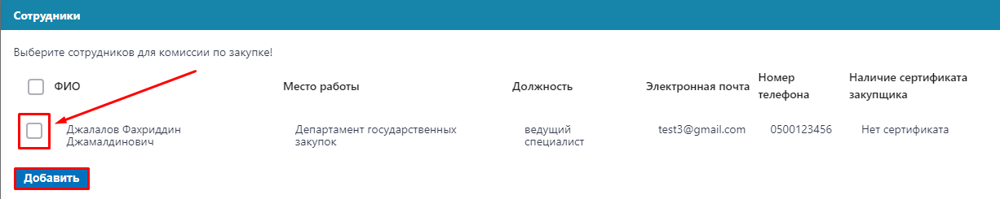 Сотрудники
Выберите сотрудников для комиссии по закупке!
ФИО Место работы Должность Электронная почта Номер телефона Наличие сертификата закупщика
Джалалов Фахриддин Джамалдинович Департамент государственных закупок ведущий специалист test3@gmail.com 0500123456 Нет сертификата
Добавить